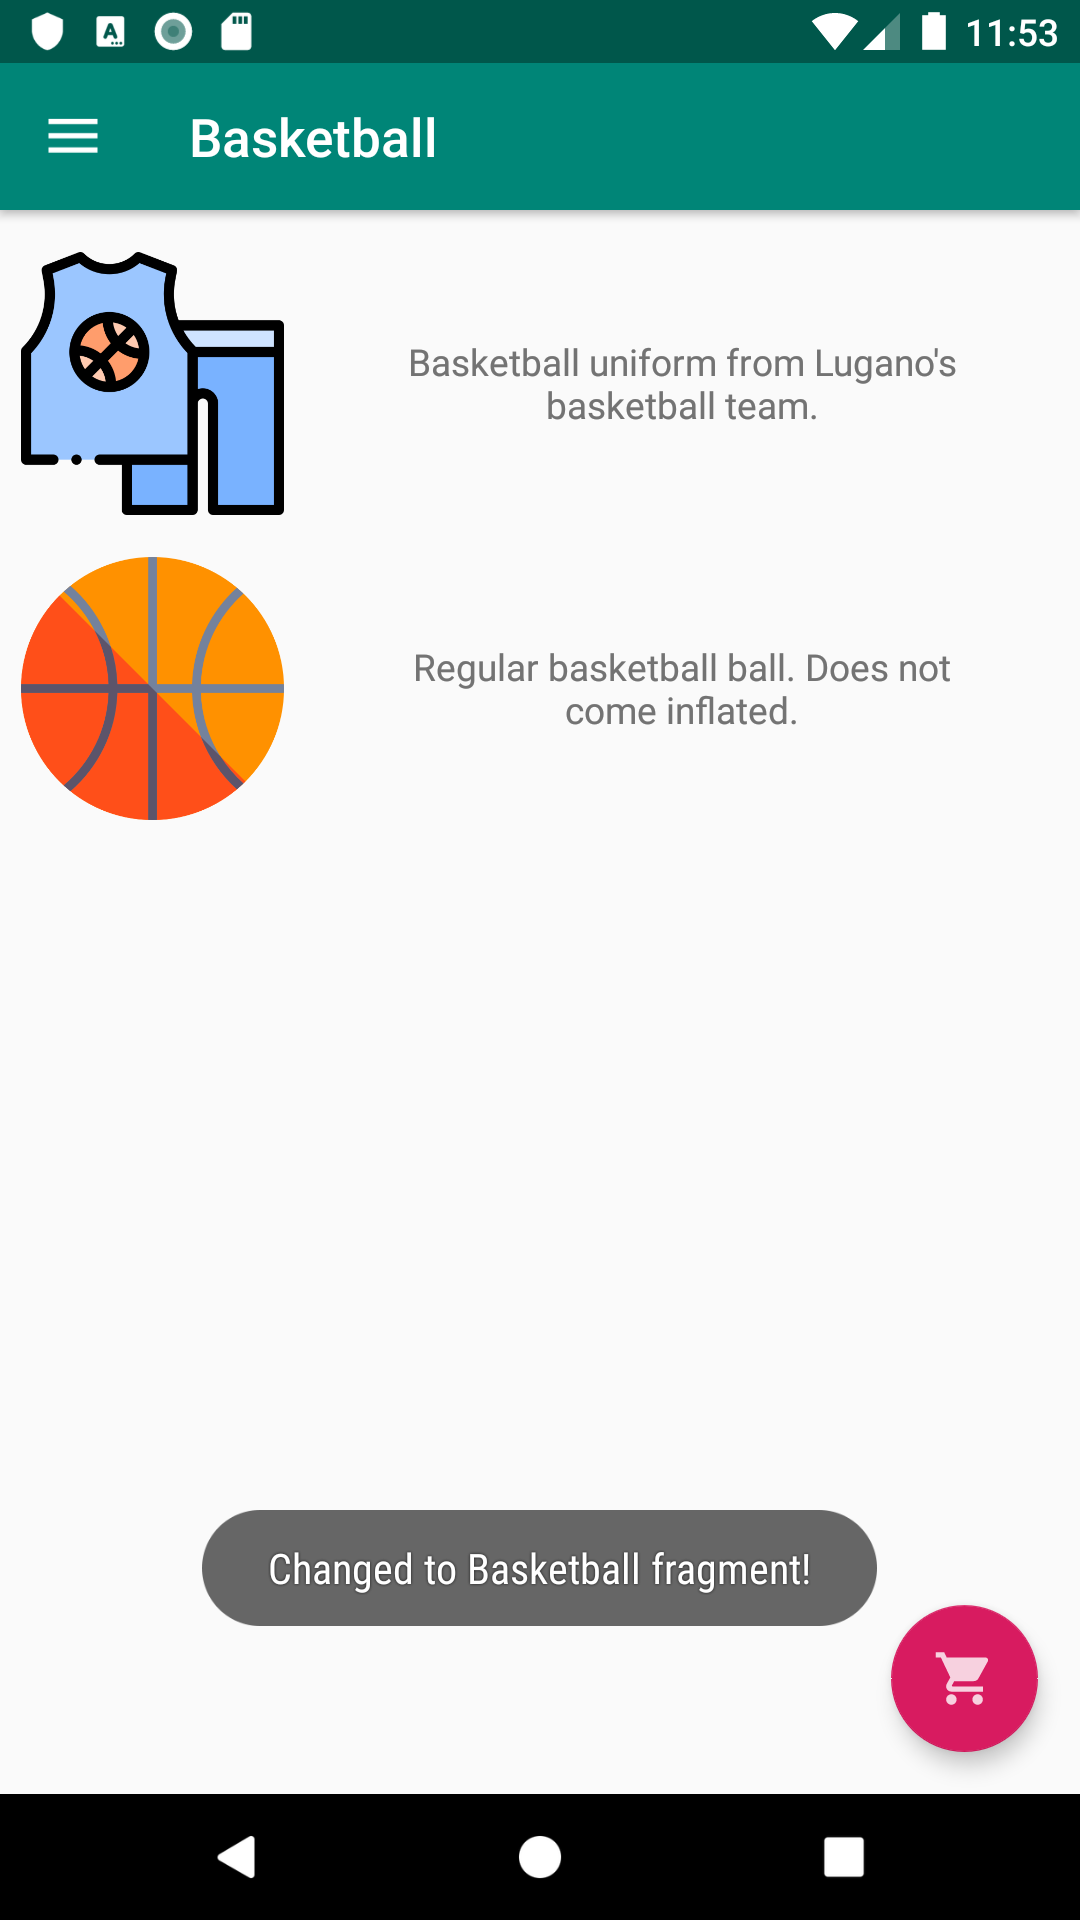 11:53
Basketball
Basketball uniform from Lugano's
basketball team.
Regular basketball ball. Does not
come inflated.
Changed to Basketball fragment!